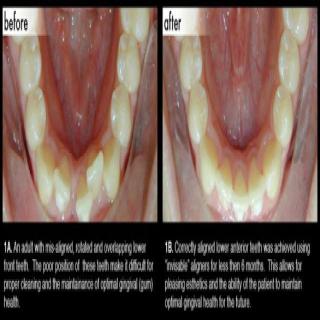 before
after
1A. An adult with mis-aligned, rotated and overlapping lower
front teeth. The poor position of these teeth make it difficult for
proper cleaning and the maintainance of optimal gingival (gum)
health.
1B. Correctly aligned lower anterior teeth was achieved using
"invisable" aligners for less then 6 months. This allows for
pleasing esthetics and the ability of the patient to maintain
optimal gingival health for the future.